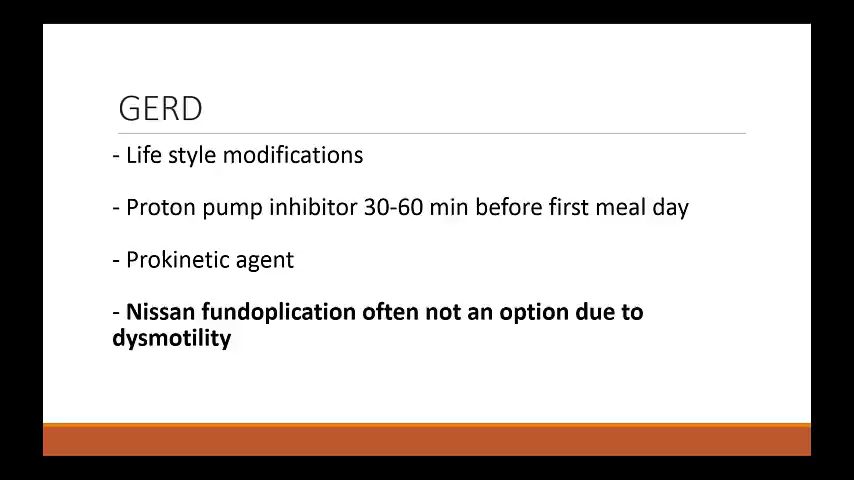 GERD
- Life style modifications
- Proton pump inhibitor 30-60 min before first meal day
- Prokinetic agent
- Nissan fundoplication often not an option due to
dysmotility